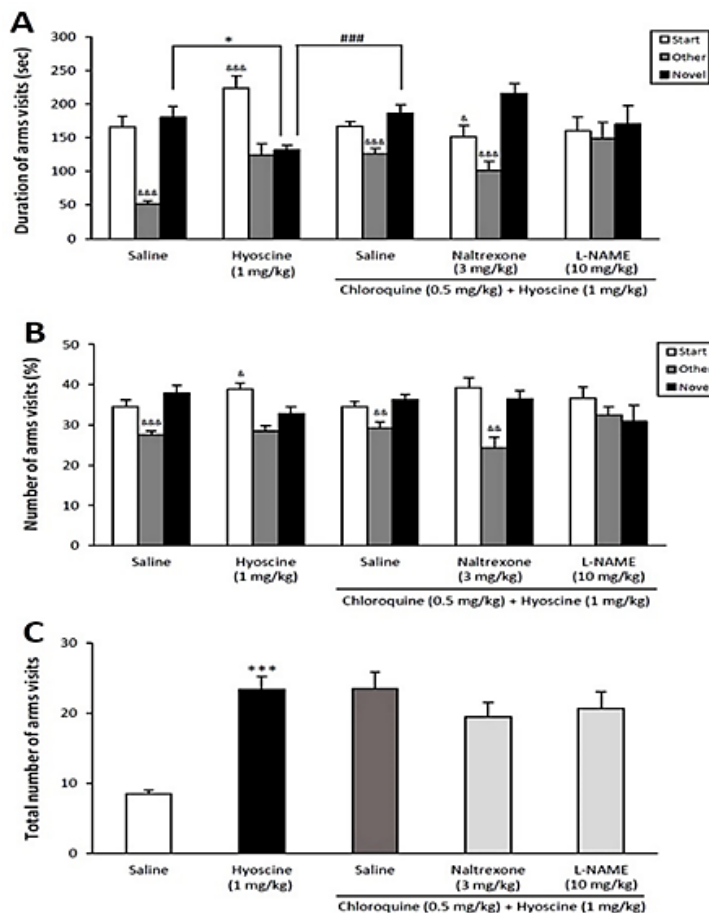 A
Duration of arms visits (sec)
300
250
200
150
100
50
0
*
###
&&&
&&&
&&&
&
&&&
Start
Other
Novel
Saline
Hyoscine
(1 mg/kg)
Saline
Naltrexone
(3 mg/kg)
L-NAME
(10 mg/kg)
Chloroquine (0.5 mg/kg) + Hyoscine (1 mg/kg)
B
Number of arms visits (%)
50
40
30
20
10
0
&&&
&
&&
&&
Start
Other
Novel
Saline
Hyoscine
(1 mg/kg)
Saline
Naltrexone
(3 mg/kg)
L-NAME
(10 mg/kg)
Chloroquine (0.5 mg/kg) + Hyoscine (1 mg/kg)
C
Total number of arms visits
30
20
10
0
***
Saline
Hyoscine
(1 mg/kg)
Saline
Naltrexone
(3 mg/kg)
L-NAME
(10 mg/kg)
Chloroquine (0.5 mg/kg) + Hyoscine (1 mg/kg)